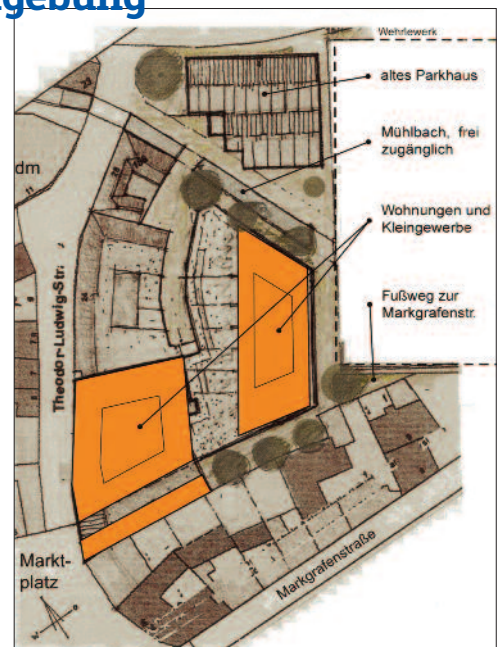 gebung
Wehrlewerk
altes Parkhaus
Mühlbach, frei
zugänglich
dm
Wohnungen und
Kleingewerbe
Fußweg zur
Markgrafenstr.
Theodor-Ludwig-Str.
Markt-
platz
Markgrafenstraße